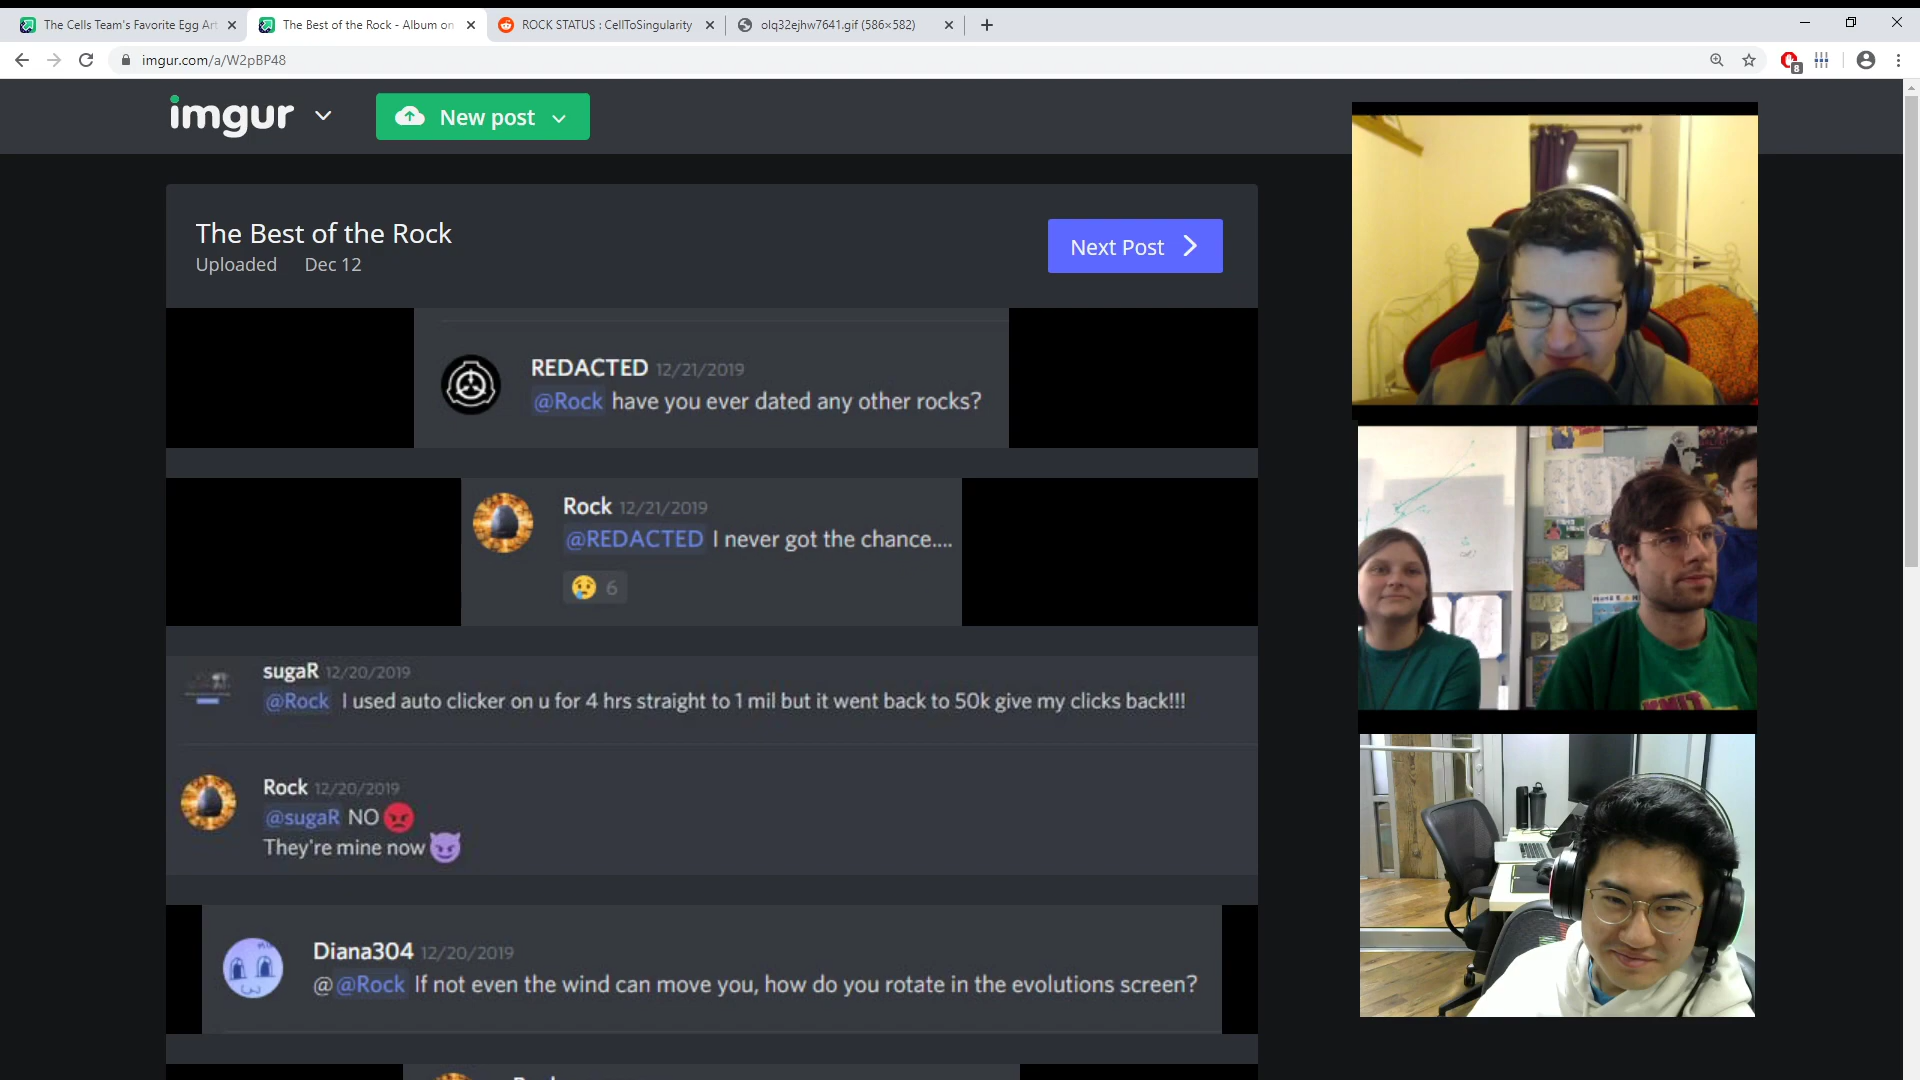 The Cells Team's Favorite Egg Art
The Best of the Rock - Album on
ROCK STATUS : CellToSingularity
olq32ejhw7641.gif (586×582)
imgur.com/a/W2pBP48
8
imgur
New post
The Best of the Rock
Uploaded Dec 12
Next Post
REDACTED 12/21/2019
@Rock have you ever dated any other rocks?
Rock 12/21/2019
@REDACTED I never got the chance....
😢 6
sugaR 12/20/2019
@Rock I used auto clicker on u for 4 hrs straight to 1 mil but it went back to 50k give my clicks back!!!
Rock 12/20/2019
@sugaR NO 😡
They're mine now 😈
Diana304 12/20/2019
@@Rock If not even the wind can move you, how do you rotate in the evolutions screen?